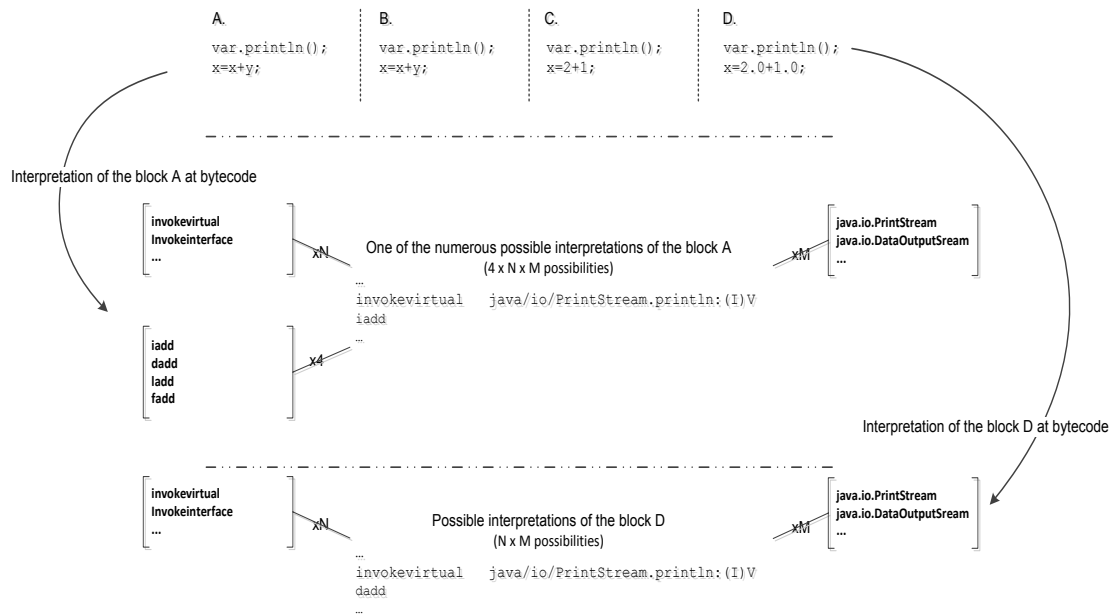 A.
var.println();
x=x+y;
B.
var.println();
x=x+y;
C.
var.println();
x=2+1;
D.
var.println();
x=2.0+1.0;
Interpretation of the block A at bytecode
invokevirtual
Invokeinterface
...
xN
One of the numerous possible interpretations of the block A
(4 x N x M possibilities)
xM
java.io.PrintStream
java.io.DataOutputSream
...
...
invokevirtual java/io/PrintStream.println:(I)V
iadd
...
iadd
dadd
ladd
fadd
x4
Interpretation of the block D at bytecode
invokevirtual
Invokeinterface
...
xN
Possible interpretations of the block D
(N x M possibilities)
xM
java.io.PrintStream
java.io.DataOutputSream
...
...
invokevirtual java/io/PrintStream.println:(I)V
dadd
...